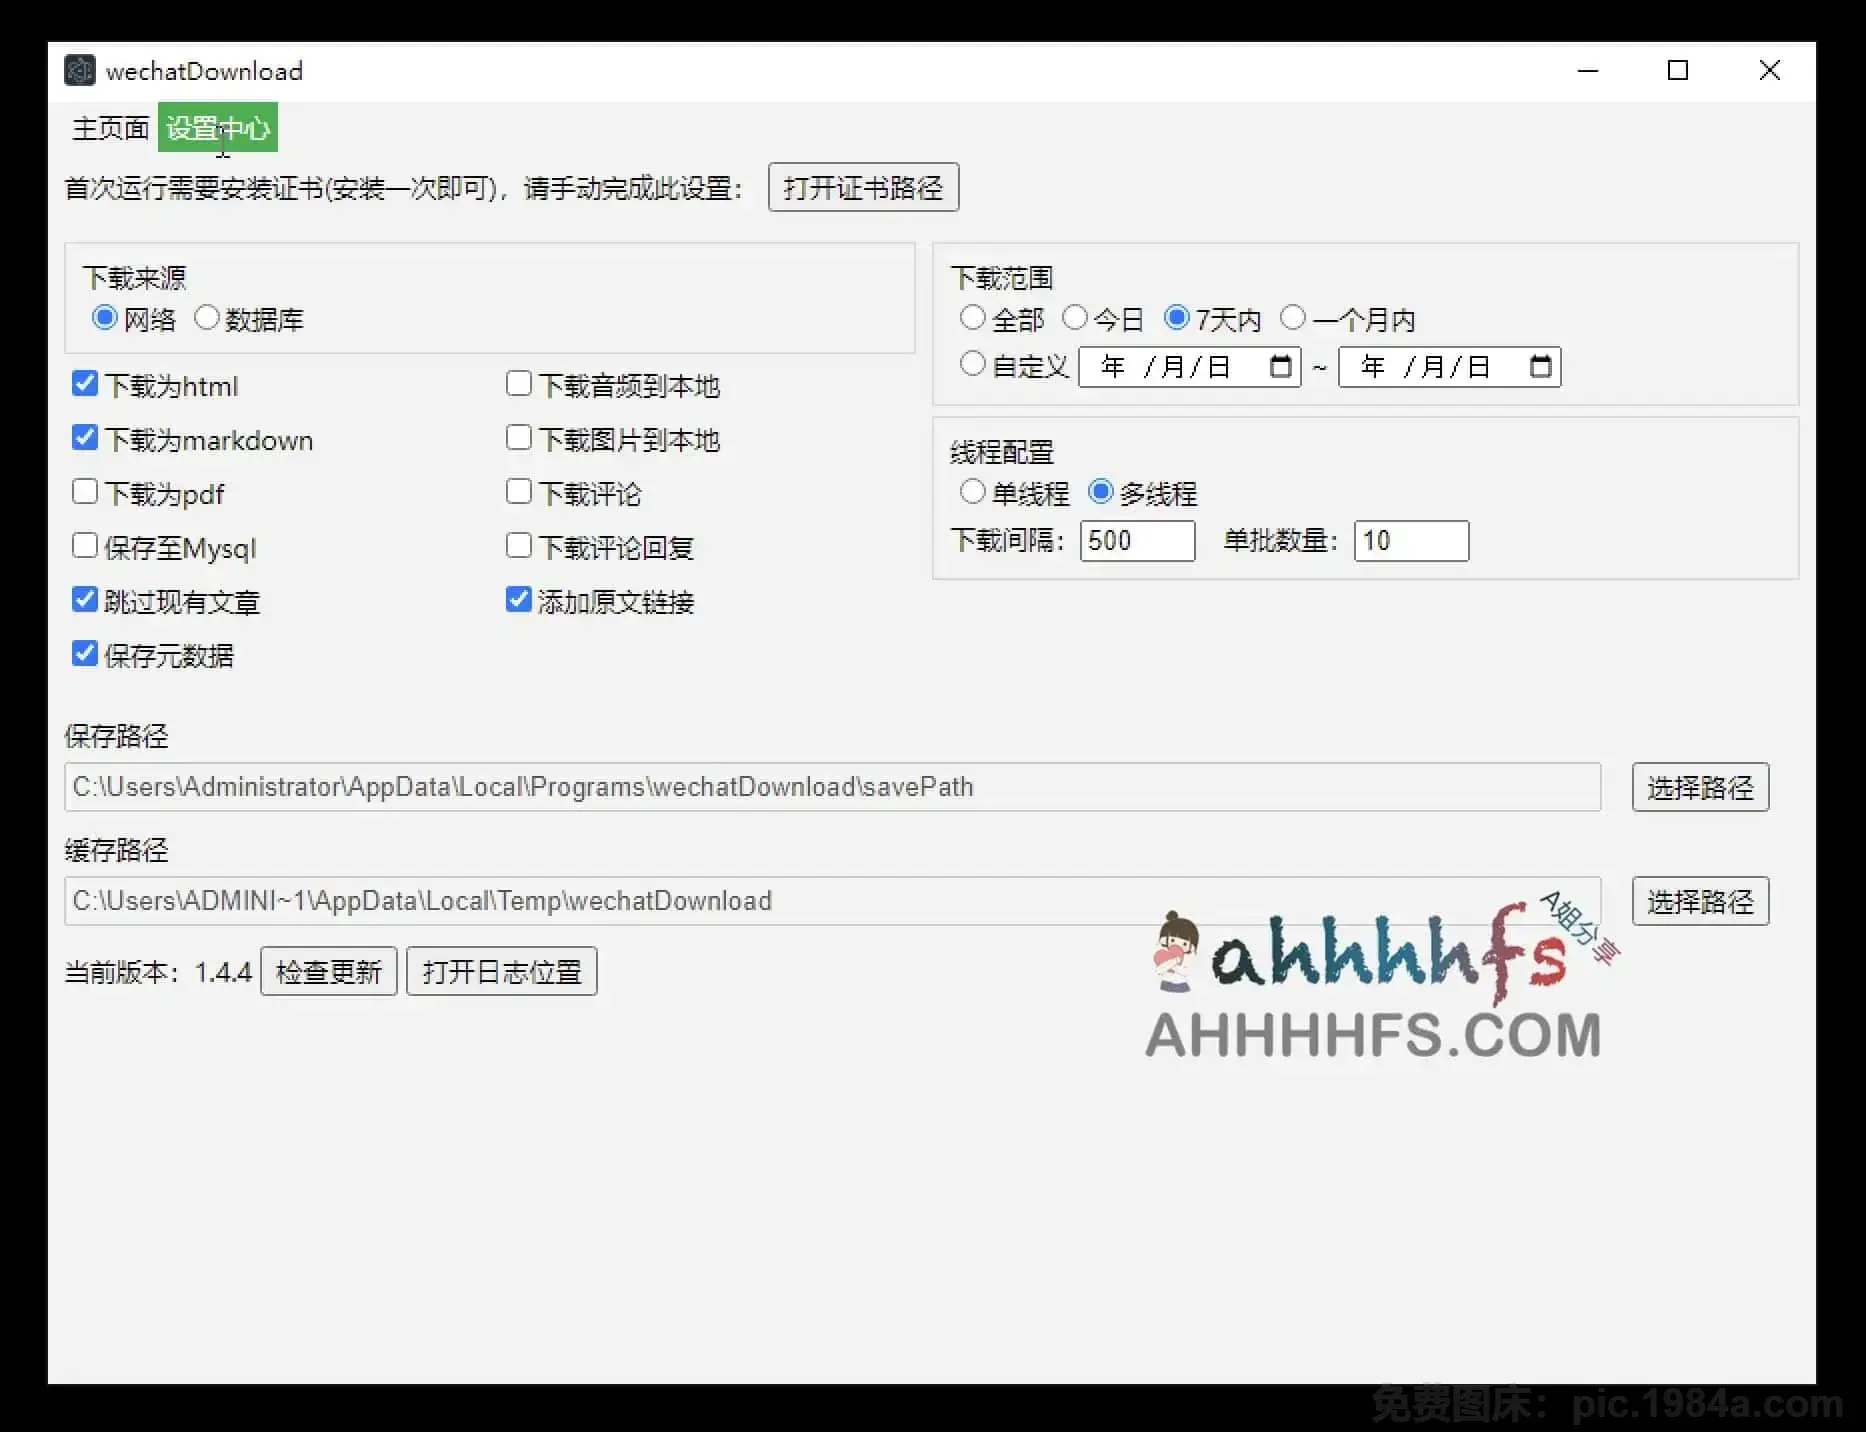 wechatDownload
主页面 设置中心
首次运行需要安装证书(安装一次即可)，请手动完成此设置： 打开证书路径
下载来源
网络 数据库
下载为html 下载音频到本地
下载为markdown 下载图片到本地
下载为pdf 下载评论
保存至Mysql 下载评论回复
跳过现有文章 添加原文链接
保存元数据
下载范围
全部 今日 7天内 一个月内
自定义 年 /月/日 ~ 年 /月/日
线程配置
单线程 多线程
下载间隔： 500 单批数量： 10
保存路径
C:\Users\Administrator\AppData\Local\Programs\wechatDownload\savePath 选择路径
缓存路径
C:\Users\ADMINI~1\AppData\Local\Temp\wechatDownload 选择路径
当前版本：1.4.4 检查更新 打开日志位置
ahhhhfs A姐分享
AHHHHFS.COM
免费图床：pic.1984a.com